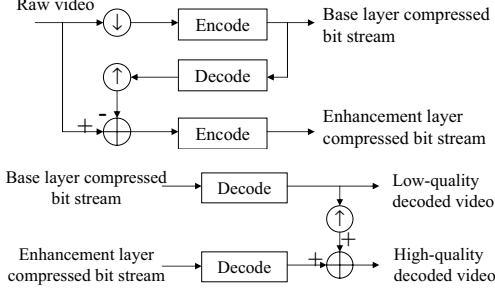 Raw video
↓
Encode
Base layer compressed
bit stream
↑
Decode
-
+
Encode
Enhancement layer
compressed bit stream
Base layer compressed
bit stream
Decode
Low-quality
decoded video
↑
+
Enhancement layer
compressed bit stream
Decode
+
High-quality
decoded video